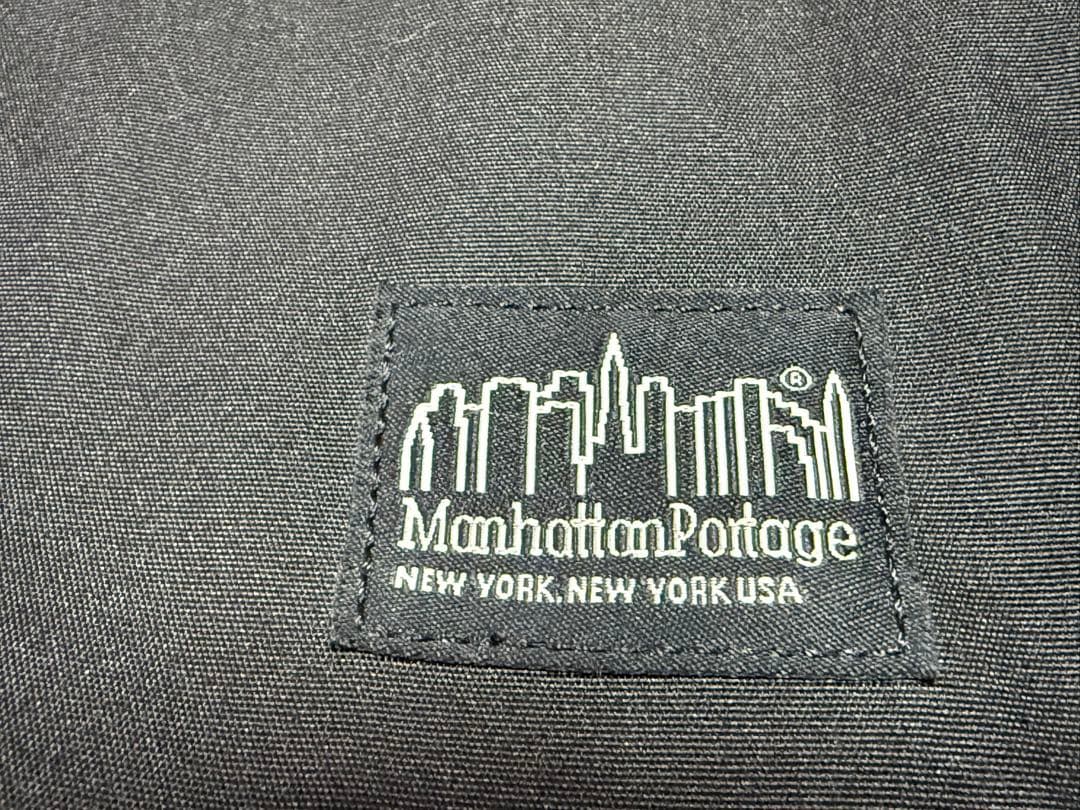 ®
ManhattanPortage
NEW YORK, NEW YORK USA